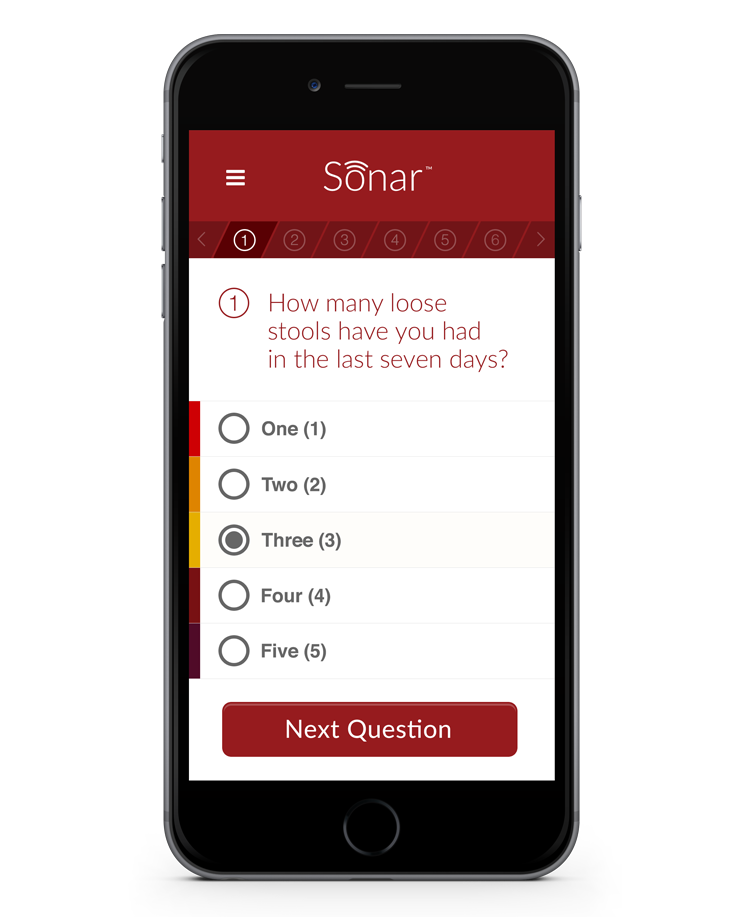 Sonar™
1 2 3 4 5 6
1 How many loose
stools have you had
in the last seven days?
One (1)
Two (2)
Three (3)
Four (4)
Five (5)
Next Question